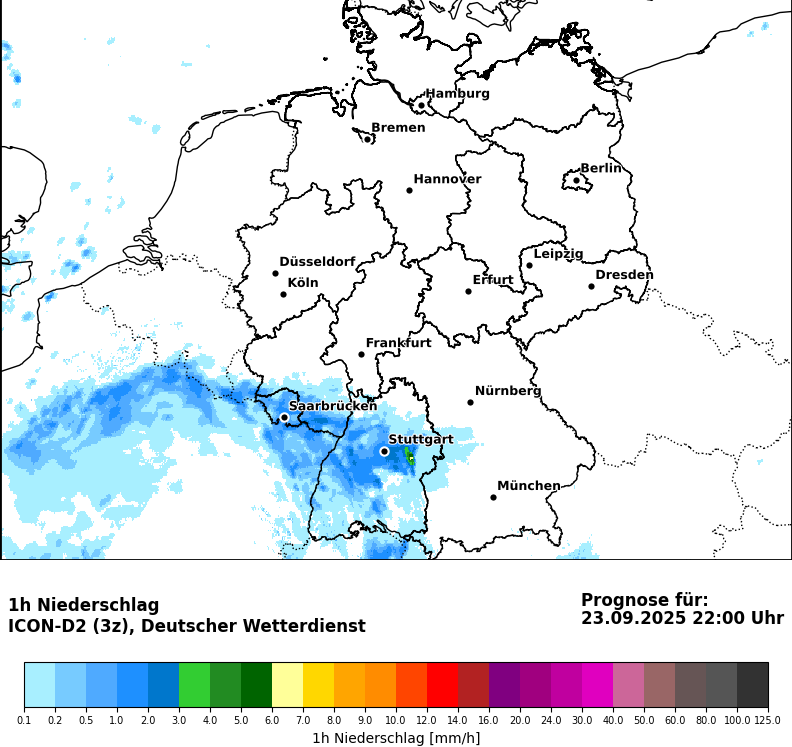 Hamburg
Bremen
Berlin
Hannover
Leipzig
Düsseldorf
Dresden
Köln
Erfurt
Frankfurt
Nürnberg
Saarbrücken
Stuttgart
München
1h Niederschlag
ICON-D2 (3z), Deutscher Wetterdienst
Prognose für:
23.09.2025 22:00 Uhr
0.1 0.2 0.5 1.0 2.0 3.0 4.0 5.0 6.0 7.0 8.0 9.0 10.0 12.0 14.0 16.0 20.0 24.0 30.0 40.0 50.0 60.0 80.0 100.0 125.0
1h Niederschlag [mm/h]